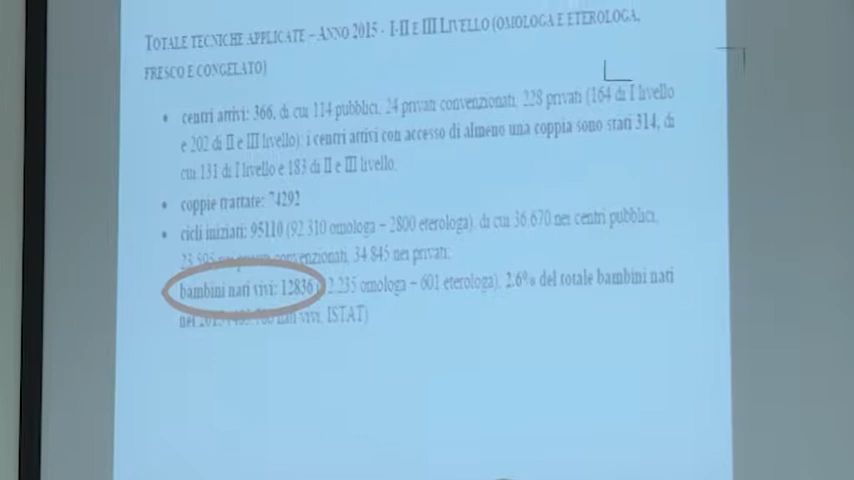 TOTALE TECNICHE APPLICATE – ANNO 2015 - I-II E III LIVELLO (OMOLOGA E ETEROLOGA,
FRESCO E CONGELATO)
• centri attivi: 366, di cui 114 pubblici, 24 privati convenzionati, 228 privati (164 di I livello
e 202 di II e III livello); i centri attivi con accesso di almeno una coppia sono stati 314, di
cui 131 di I livello e 183 di II e III livello.
• coppie trattate: 74292
• cicli iniziati: 95110 (92.310 omologa – 2800 eterologa), di cui 36.670 nei centri pubblici,
convenzionati, 34.845 nei privati;
bambini nati vivi: 12836 2.235 omologa – 601 eterologa), 2.6% del totale bambini nati
nel vivi, ISTAT)